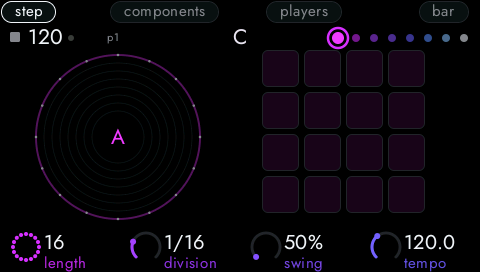 step components players bar
120 p1 C
A
16 1/16 50% 120.0
length division swing tempo